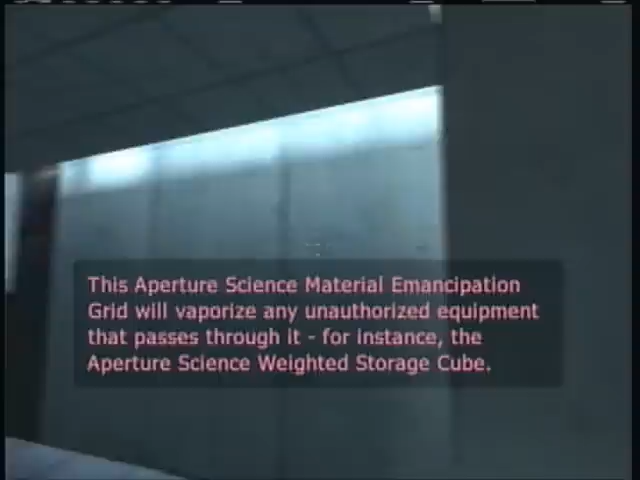 This Aperture Science Material Emancipation
Grid will vaporize any unauthorized equipment
that passes through it - for instance, the
Aperture Science Weighted Storage Cube.